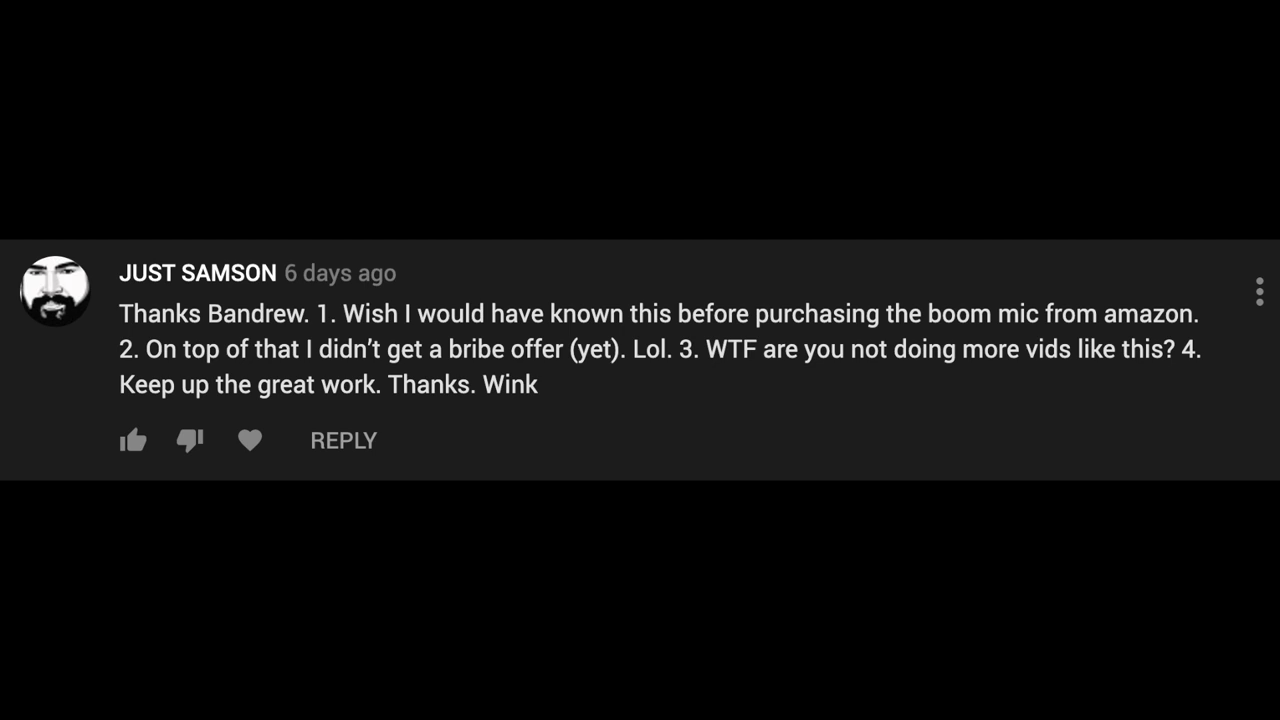 JUST SAMSON 6 days ago
Thanks Bandrew. 1. Wish I would have known this before purchasing the boom mic from amazon.
2. On top of that I didn’t get a bribe offer (yet). Lol. 3. WTF are you not doing more vids like this? 4.
Keep up the great work. Thanks. Wink
REPLY